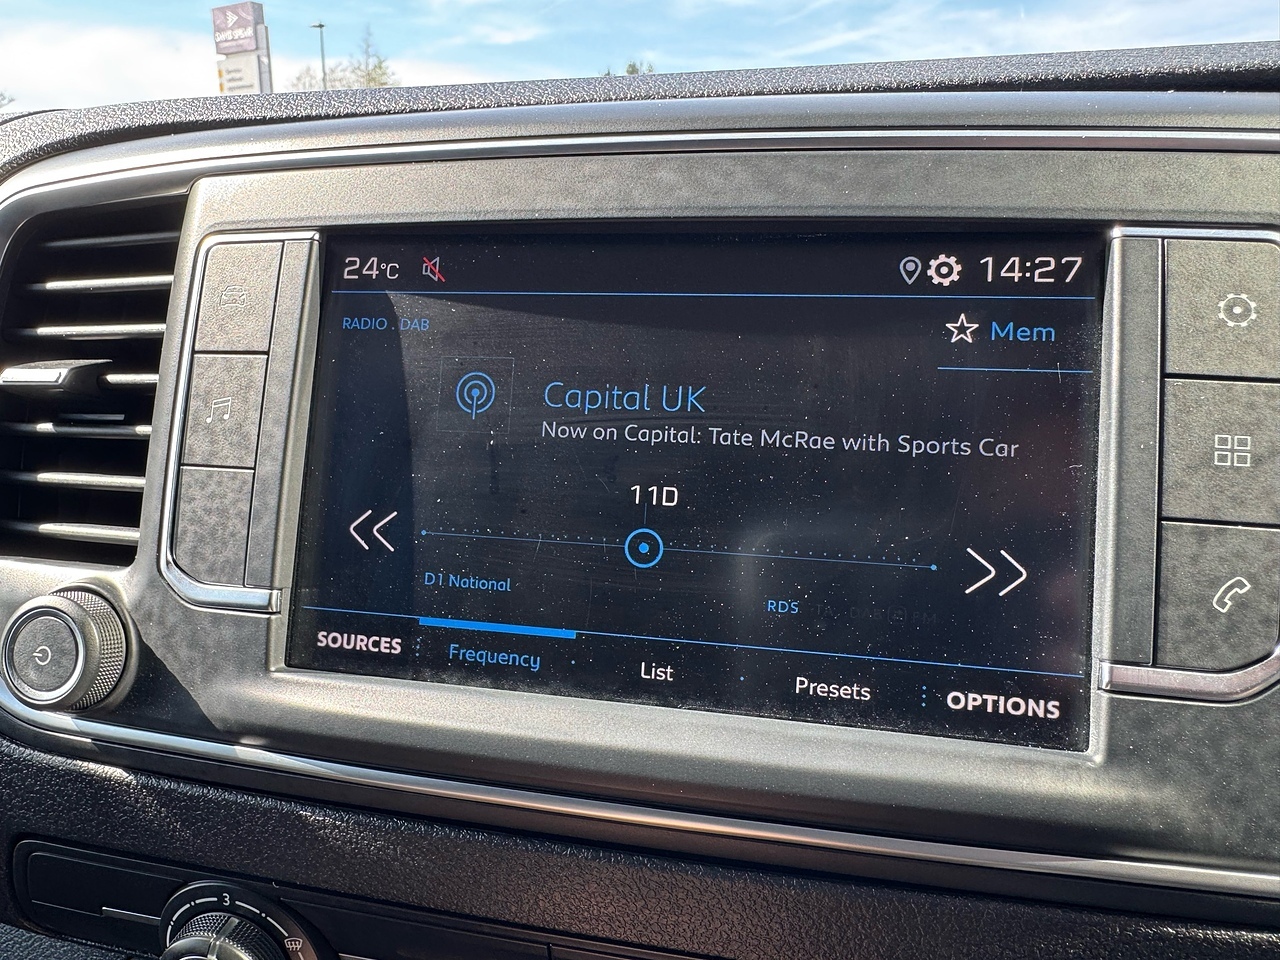 24°C
14:27
RADIO . DAB
Mem
Capital UK
Now on Capital: Tate McRae with Sports Car
11D
D1 National
RDS
SOURCES
Frequency
List
Presets
OPTIONS
3